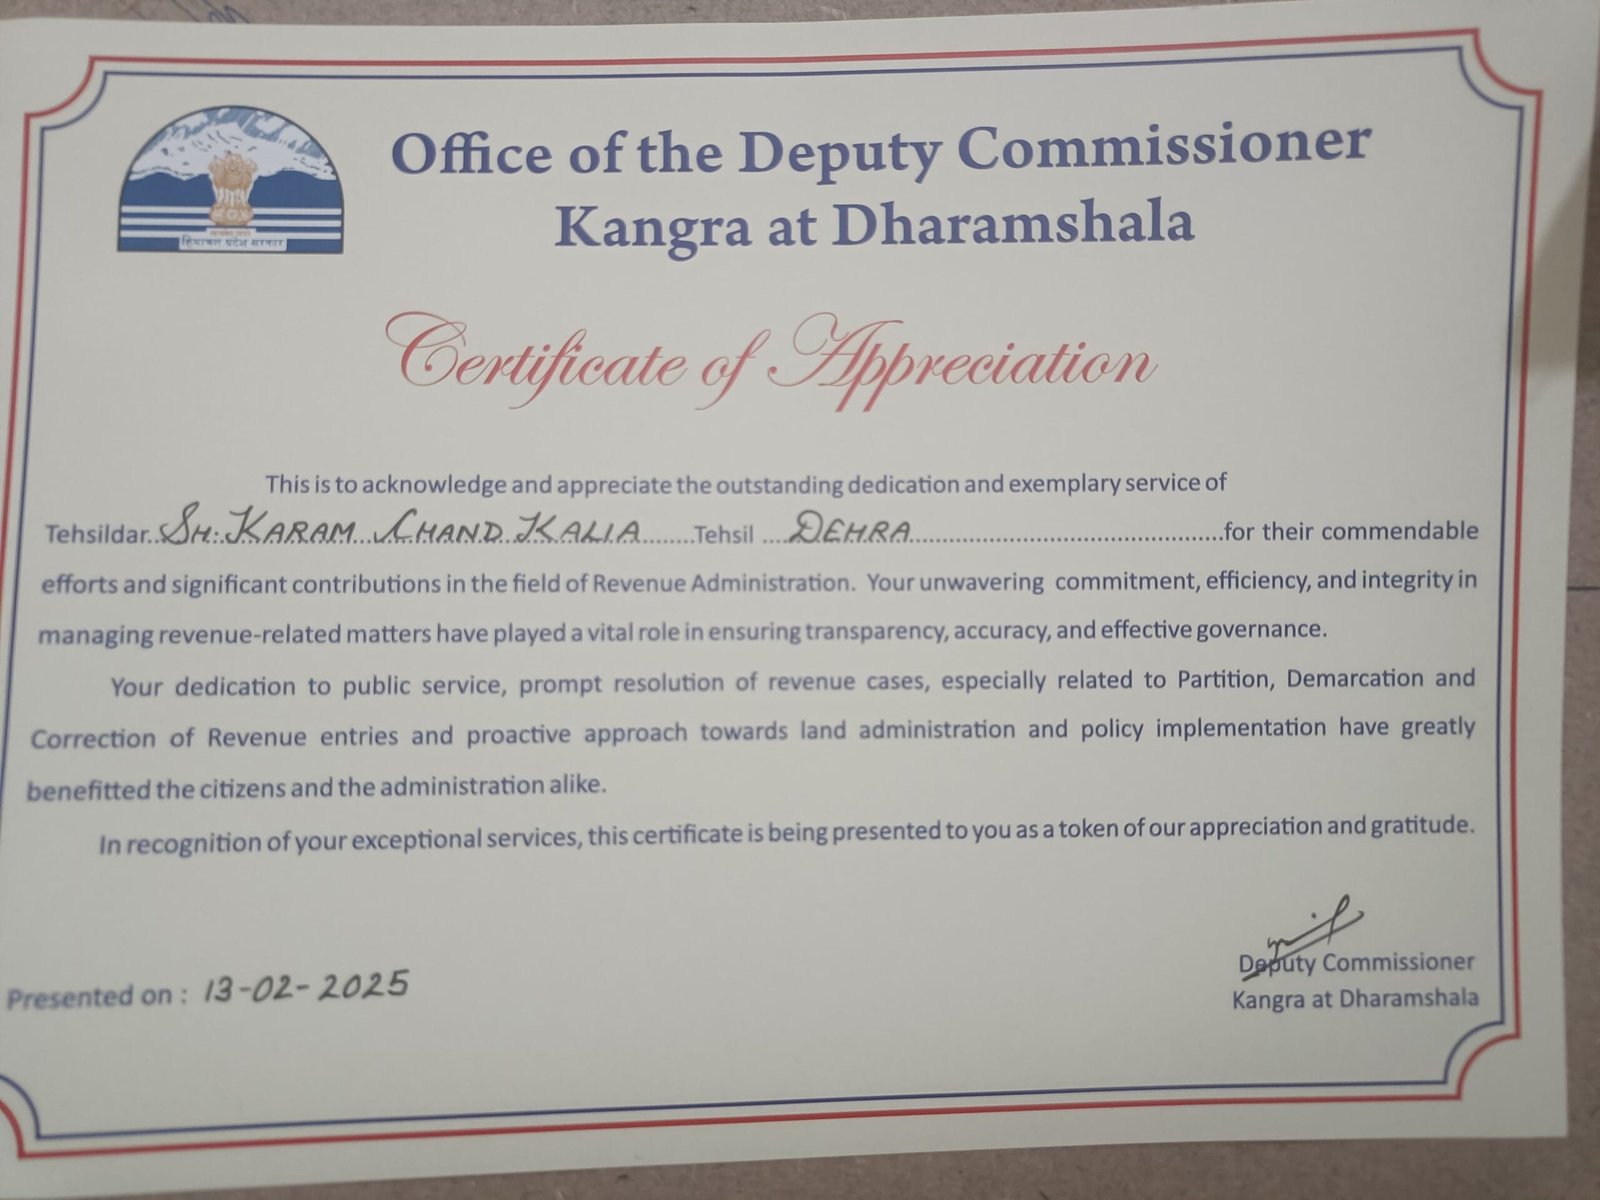 Office of the Deputy Commissioner
Kangra at Dharamshala
सत्यमेव जयते
हिमाचल प्रदेश सरकार
Certificate of Appreciation
This is to acknowledge and appreciate the outstanding dedication and exemplary service of
Tehsildar..SH:.KARAM...CHAND.KALIA........Tehsil ....DEHRA..............................................for their commendable
efforts and significant contributions in the field of Revenue Administration. Your unwavering commitment, efficiency, and integrity in
managing revenue-related matters have played a vital role in ensuring transparency, accuracy, and effective governance.
Your dedication to public service, prompt resolution of revenue cases, especially related to Partition, Demarcation and
Correction of Revenue entries and proactive approach towards land administration and policy implementation have greatly
benefitted the citizens and the administration alike.
In recognition of your exceptional services, this certificate is being presented to you as a token of our appreciation and gratitude.
Presented on : 13-02-2025
Deputy Commissioner
Kangra at Dharamshala